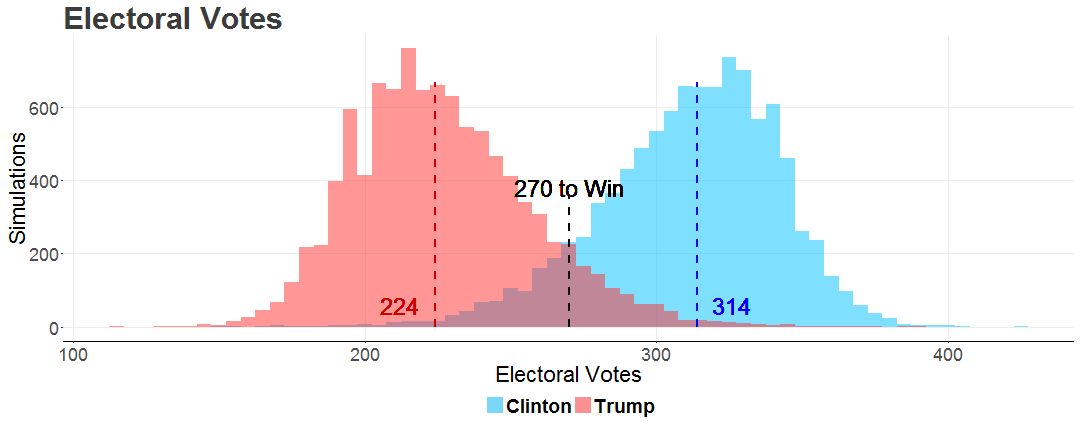 Electoral Votes
600
400
200
0
Simulations
270 to Win
224
314
100 200 300 400
Electoral Votes
Clinton Trump